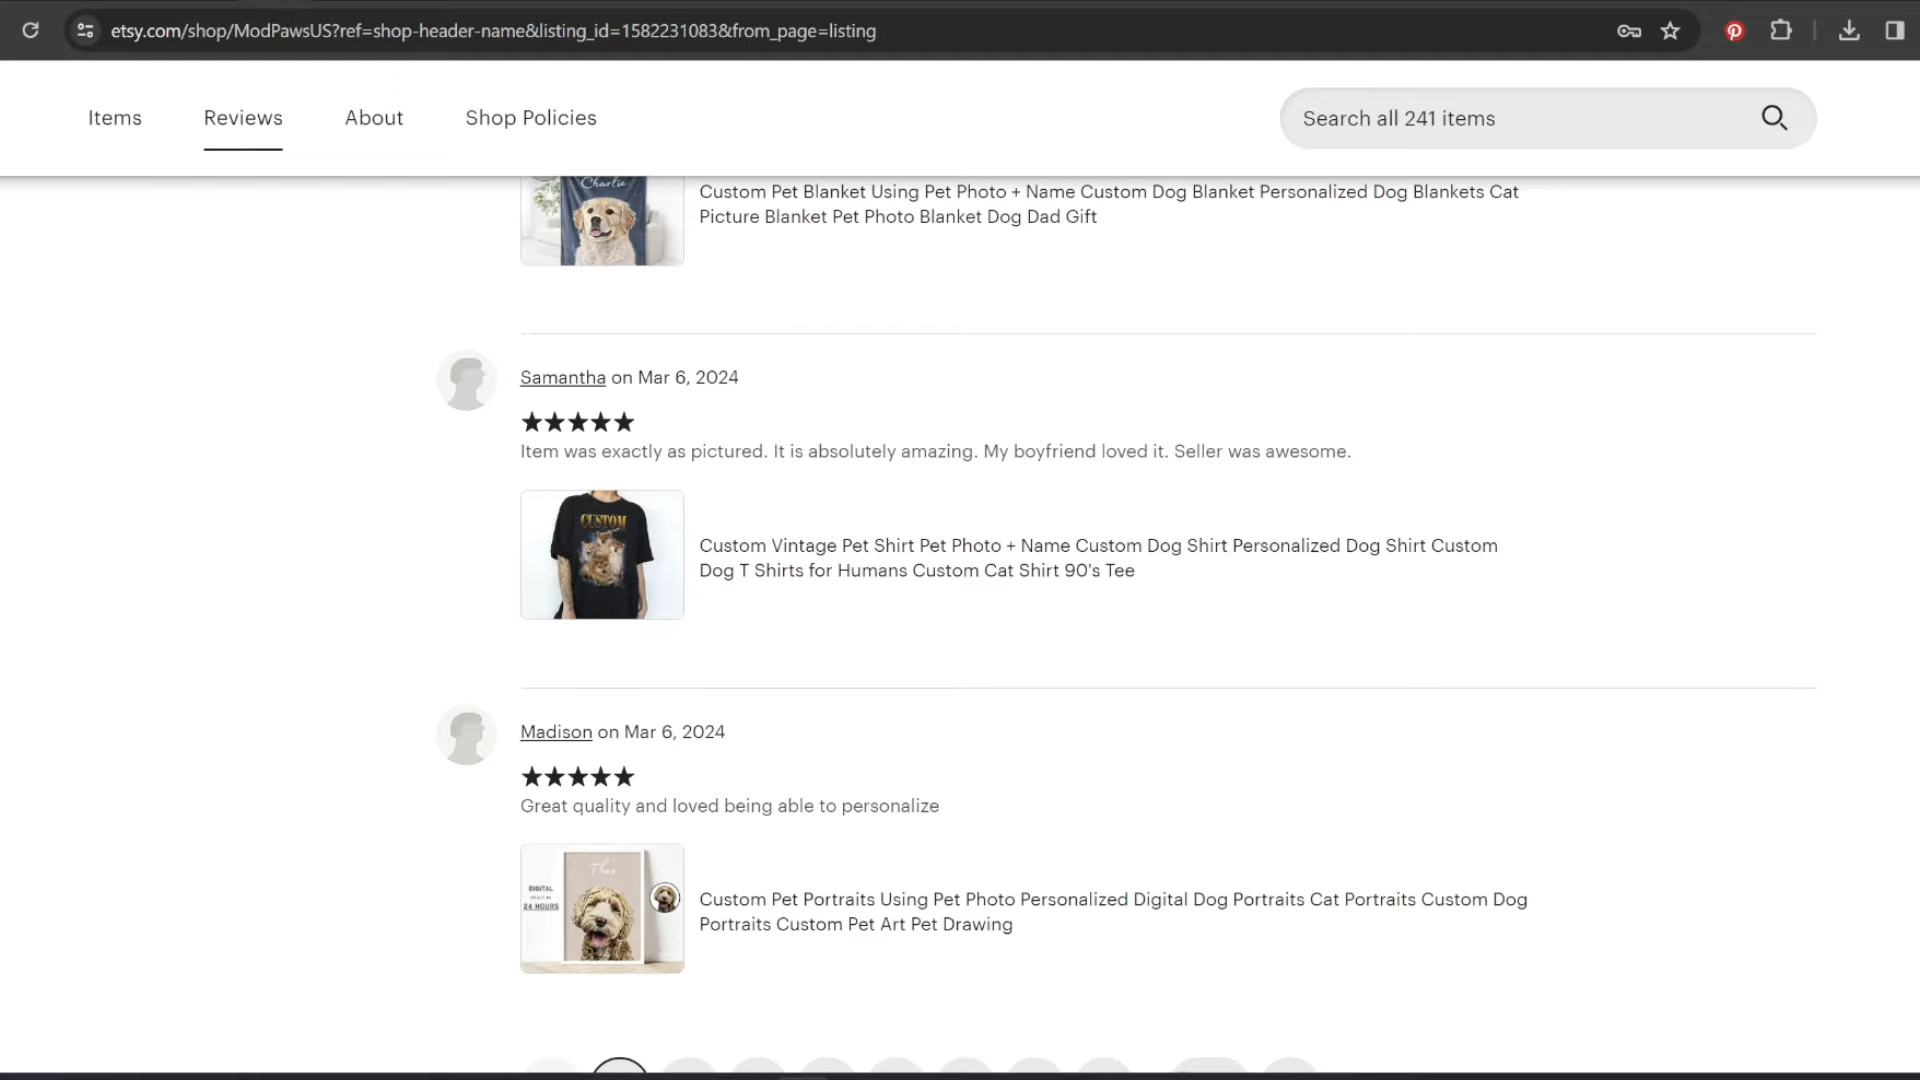 etsy.com/shop/ModPawsUS?ref=shop-header-name&listing_id=1582231083&from_page=listing
Items
Reviews
About
Shop Policies
Search all 241 items
Charlie
Custom Pet Blanket Using Pet Photo + Name Custom Dog Blanket Personalized Dog Blankets Cat
Picture Blanket Pet Photo Blanket Dog Dad Gift
Samantha on Mar 6, 2024
Item was exactly as pictured. It is absolutely amazing. My boyfriend loved it. Seller was awesome.
CUSTOM
Custom Vintage Pet Shirt Pet Photo + Name Custom Dog Shirt Personalized Dog Shirt Custom
Dog T Shirts for Humans Custom Cat Shirt 90's Tee
Madison on Mar 6, 2024
Great quality and loved being able to personalize
DIGITAL
24 HOURS
Custom Pet Portraits Using Pet Photo Personalized Digital Dog Portraits Cat Portraits Custom Dog
Portraits Custom Pet Art Pet Drawing